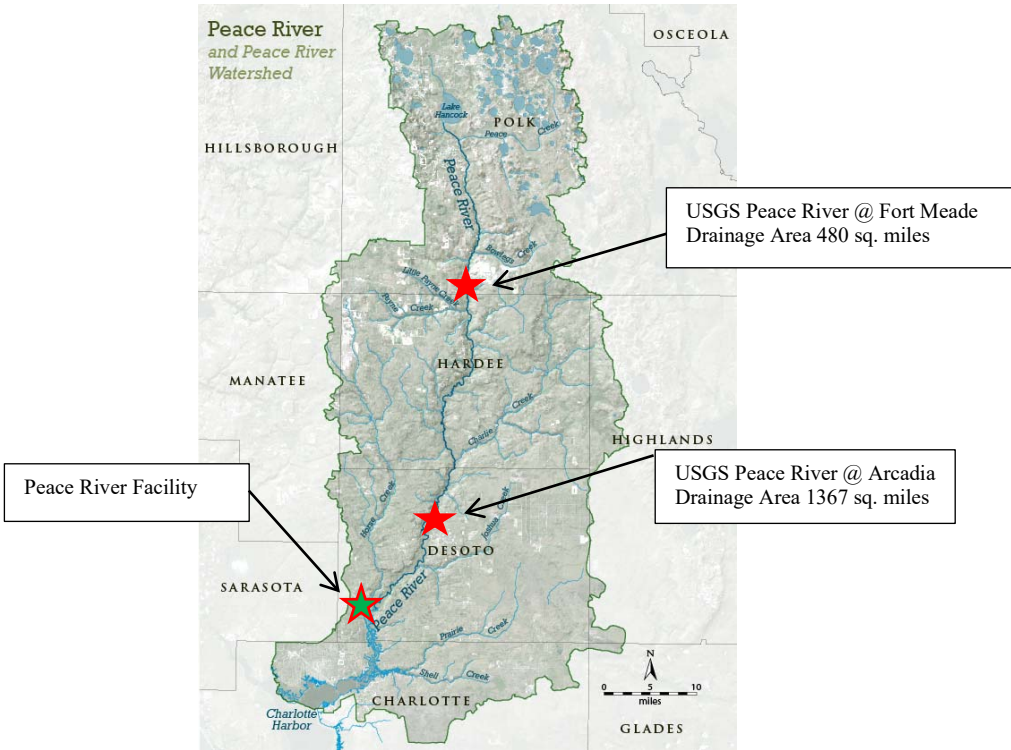 Peace River
and Peace River
Watershed
OSCEOLA
Lake
Hancock
POLK
Peace Creek
HILLSBOROUGH
Peace River
USGS Peace River @ Fort Meade
Drainage Area 480 sq. miles
Bowlegs Creek
Little Payne Creek
Payne Creek
HARDEE
MANATEE
Charlie Creek
HIGHLANDS
USGS Peace River @ Arcadia
Drainage Area 1367 sq. miles
Peace River Facility
Horse Creek
Joshua Creek
DESOTO
SARASOTA
Peace River
Prairie Creek
Shell Creek
N
0 5 10
miles
CHARLOTTE
Charlotte
Harbor
GLADES